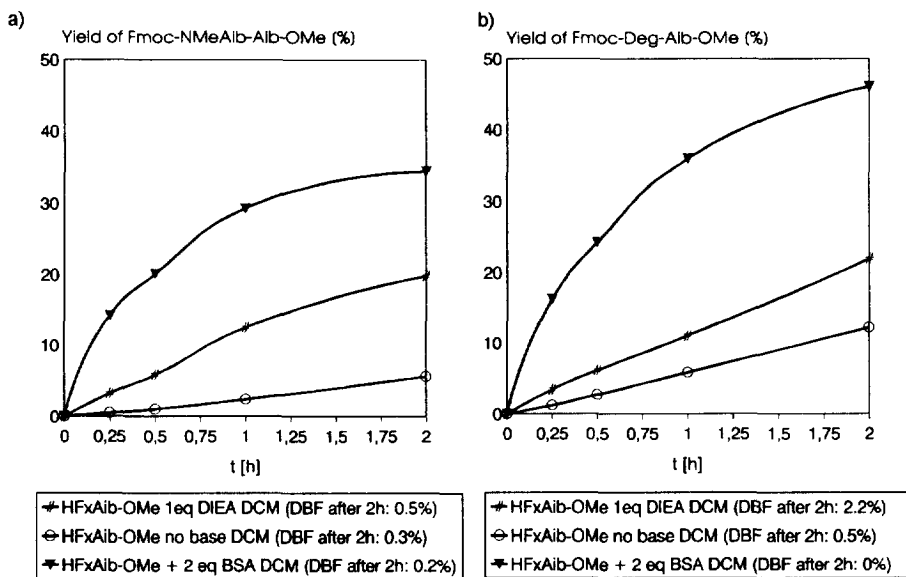 a)
Yield of Fmoc-NMeAib-Aib-OMe (%)
50
40
30
20
10
0
0 0,25 0,5 0,75 1 1,25 1,5 1,75 2
t [h]
HFxAib-OMe 1eq DIEA DCM (DBF after 2h: 0.5%)
HFxAib-OMe no base DCM (DBF after 2h: 0.3%)
HFxAib-OMe + 2 eq BSA DCM (DBF after 2h: 0.2%)
b)
Yield of Fmoc-Deg-Aib-OMe (%)
50
40
30
20
10
0
0 0,25 0,5 0,75 1 1,25 1,5 1,75 2
t [h]
HFxAib-OMe 1eq DIEA DCM (DBF after 2h: 2.2%)
HFxAib-OMe no base DCM (DBF after 2h: 0.5%)
HFxAib-OMe + 2 eq BSA DCM (DBF after 2h: 0%)